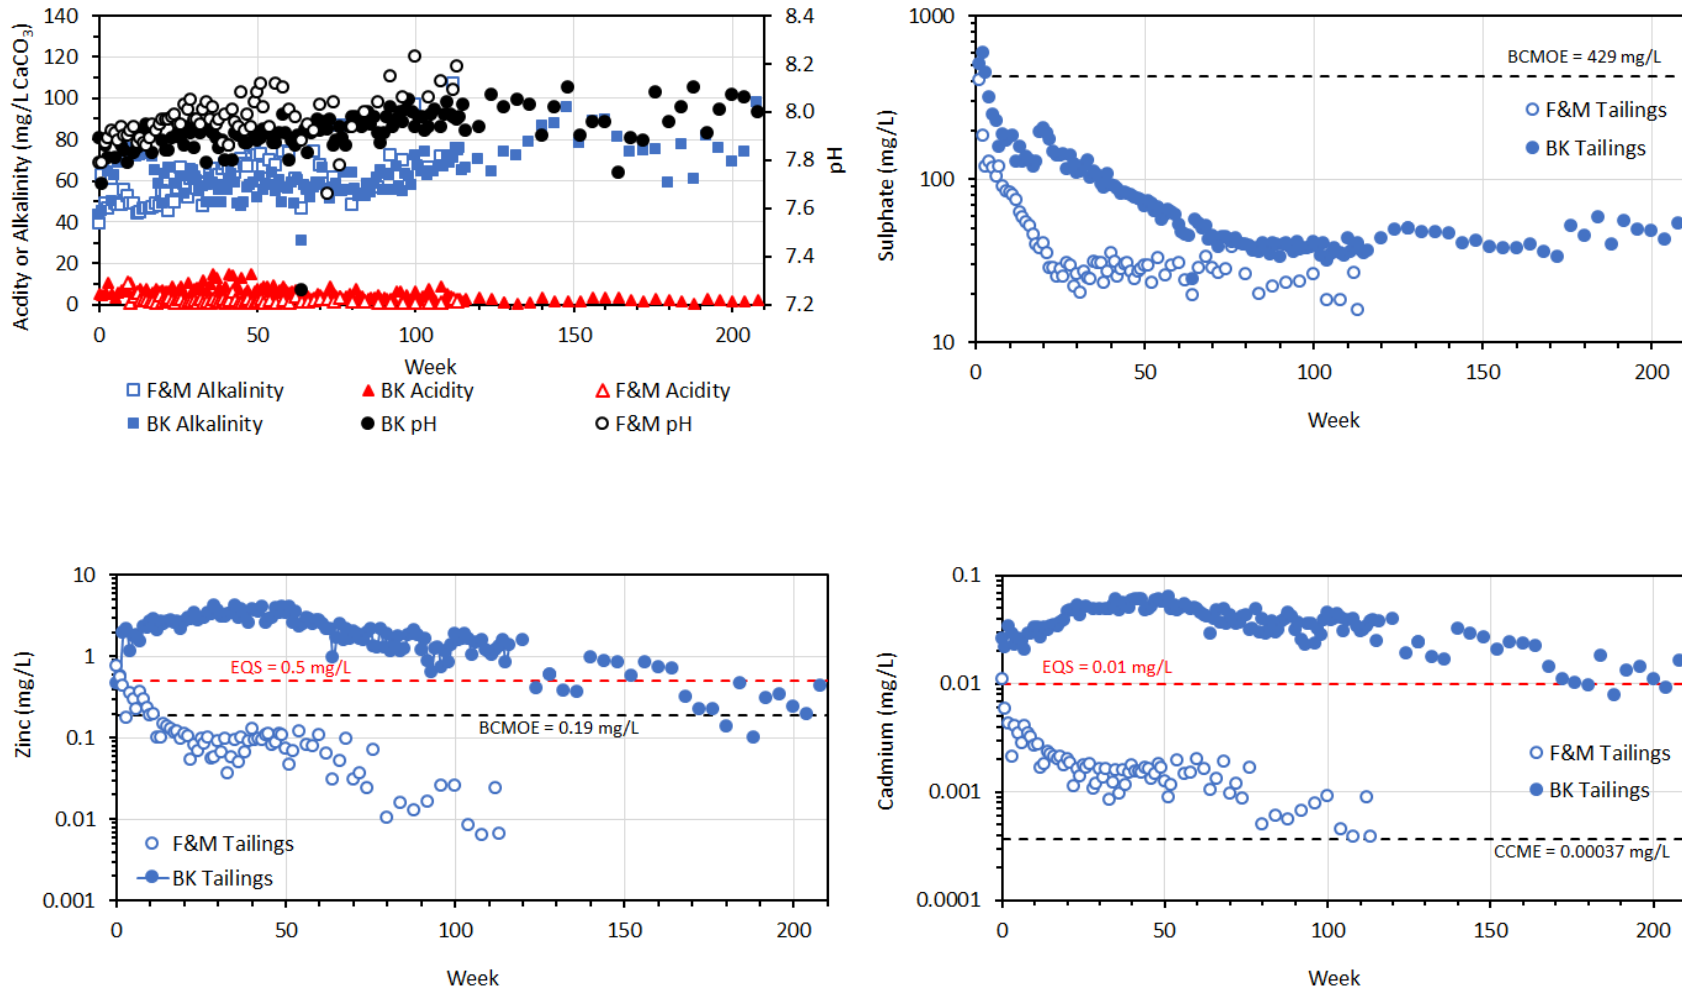 Acdity or Alkalinity (mg/L CaCO3)
140
120
100
80
60
40
20
0
8.4
8.2
8.0
7.8
7.6
7.4
7.2
pH
0 50 100 150 200
Week
F&M Alkalinity BK Acidity F&M Acidity
BK Alkalinity BK pH F&M pH
Sulphate (mg/L)
1000
100
10
BCMOE = 429 mg/L
F&M Tailings
BK Tailings
0 50 100 150 200
Week
Zinc (mg/L)
10
1
0.1
0.01
0.001
EQS = 0.5 mg/L
BCMOE = 0.19 mg/L
F&M Tailings
BK Tailings
0 50 100 150 200
Week
Cadmium (mg/L)
0.1
0.01
0.001
0.0001
EQS = 0.01 mg/L
F&M Tailings
BK Tailings
CCME = 0.00037 mg/L
0 50 100 150 200
Week